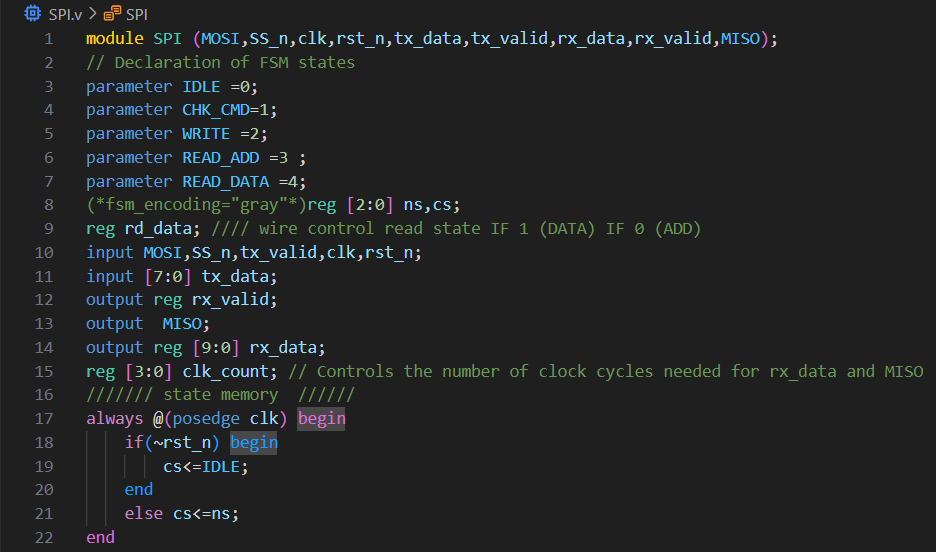 SPI.v > SPI
1 module SPI (MOSI,SS_n,clk,rst_n,tx_data,tx_valid,rx_data,rx_valid,MISO);
2 // Declaration of FSM states
3 parameter IDLE =0;
4 parameter CHK_CMD=1;
5 parameter WRITE =2;
6 parameter READ_ADD =3 ;
7 parameter READ_DATA =4;
8 (*fsm_encoding="gray"*)reg [2:0] ns,cs;
9 reg rd_data; //// wire control read state IF 1 (DATA) IF 0 (ADD)
10 input MOSI,SS_n,tx_valid,clk,rst_n;
11 input [7:0] tx_data;
12 output reg rx_valid;
13 output  MISO;
14 output reg [9:0] rx_data;
15 reg [3:0] clk_count; // Controls the number of clock cycles needed for rx_data and MISO
16 /////// state memory  //////
17 always @(posedge clk) begin
18     if(~rst_n) begin
19         cs<=IDLE;
20     end
21     else cs<=ns;
22 end